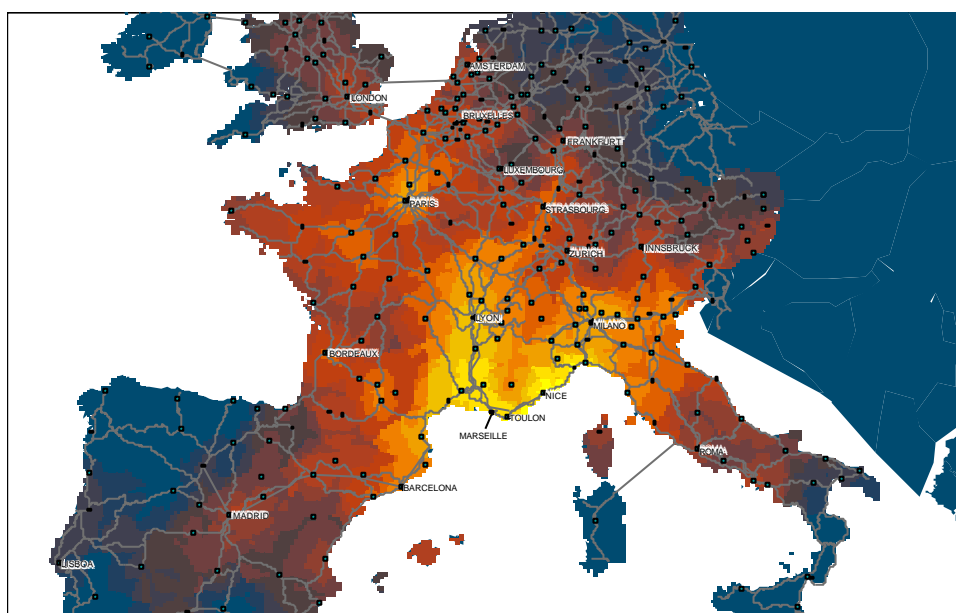 AMSTERDAM
LONDON
BRUXELLES
FRANKFURT
LUXEMBOURG
PARIS
STRASBOURG
INNSBRUCK
ZURICH
LYON
MILANO
BORDEAUX
NICE
TOULON
MARSEILLE
ROMA
BARCELONA
MADRID
LISBOA